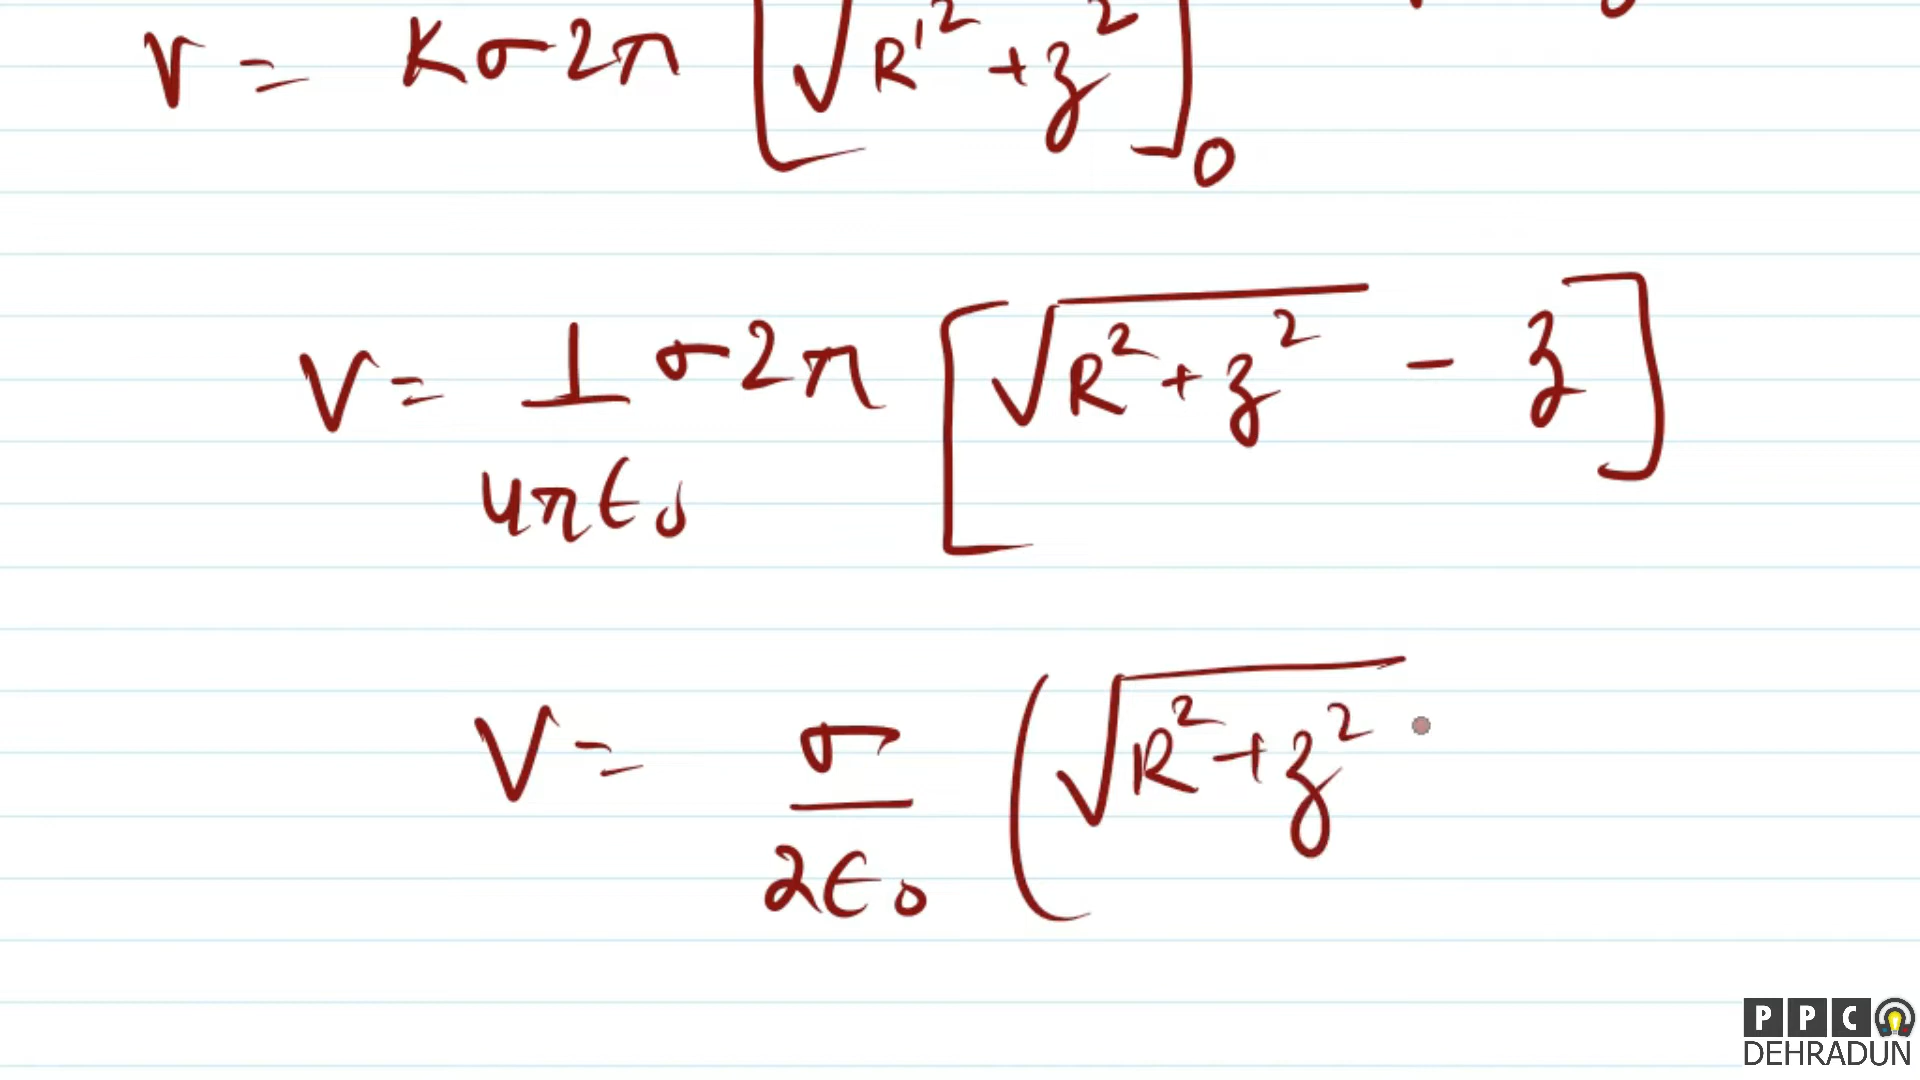 V = Kσ2π [√R'² + z²]₀
V = 1/4πϵ₀ σ2π [√R² + z² - z]
V = σ/2ϵ₀ (√R² + z²
PPC
DEHRADUN